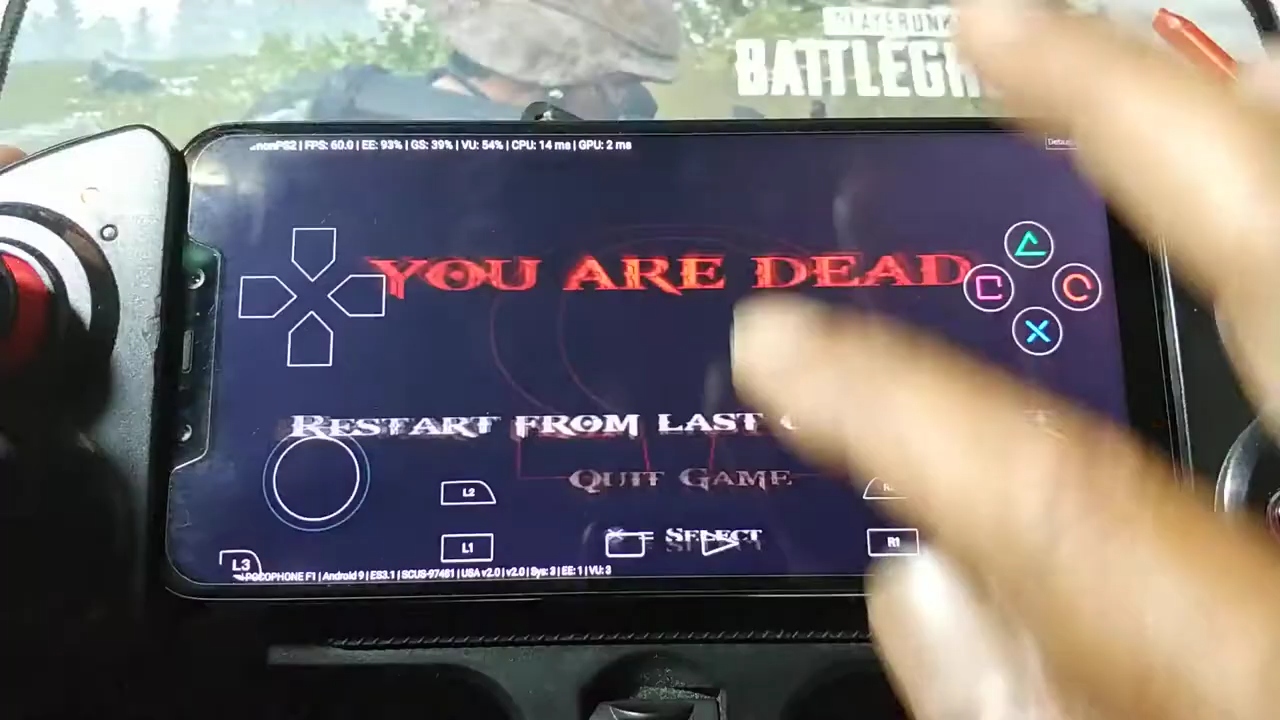 BATTLEGR
FPS: 60.0 | EE: 93% | GS: 39% | VU: 54% | CPU: 14 ms | GPU: 2 ms
YOU ARE DEAD
RESTART FROM LAST
QUIT GAME
L2
= SELECT
L1
R1
L3
POCOPHONE F1 | Android 9 | ES3.1 | SCUS-97481 | USA v2.0 | v2.0 | Sys: 3 | EE: 1 | VU: 3